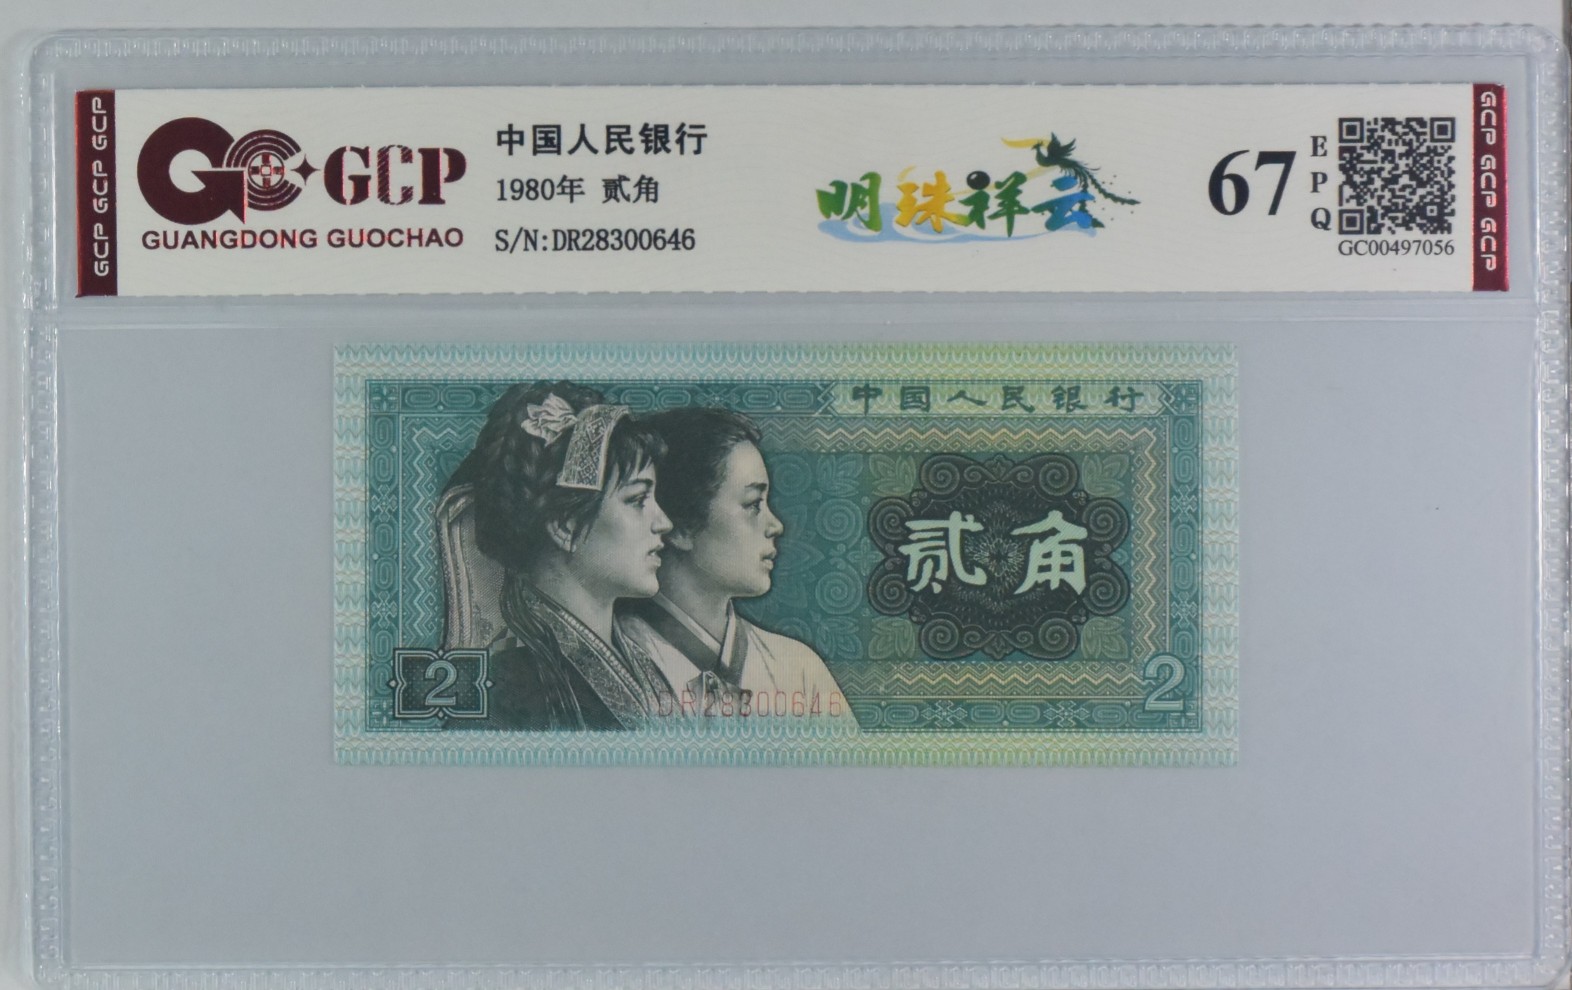 GCP GCP GCP
GCP
GUANGDONG GUOCHAO
中国人民银行
1980年 贰角
S/N:DR28300646
明珠祥云
67
EPQ
GC00497056
GCP GCP GCP
中国人民银行
贰角
2
2
DR28300646